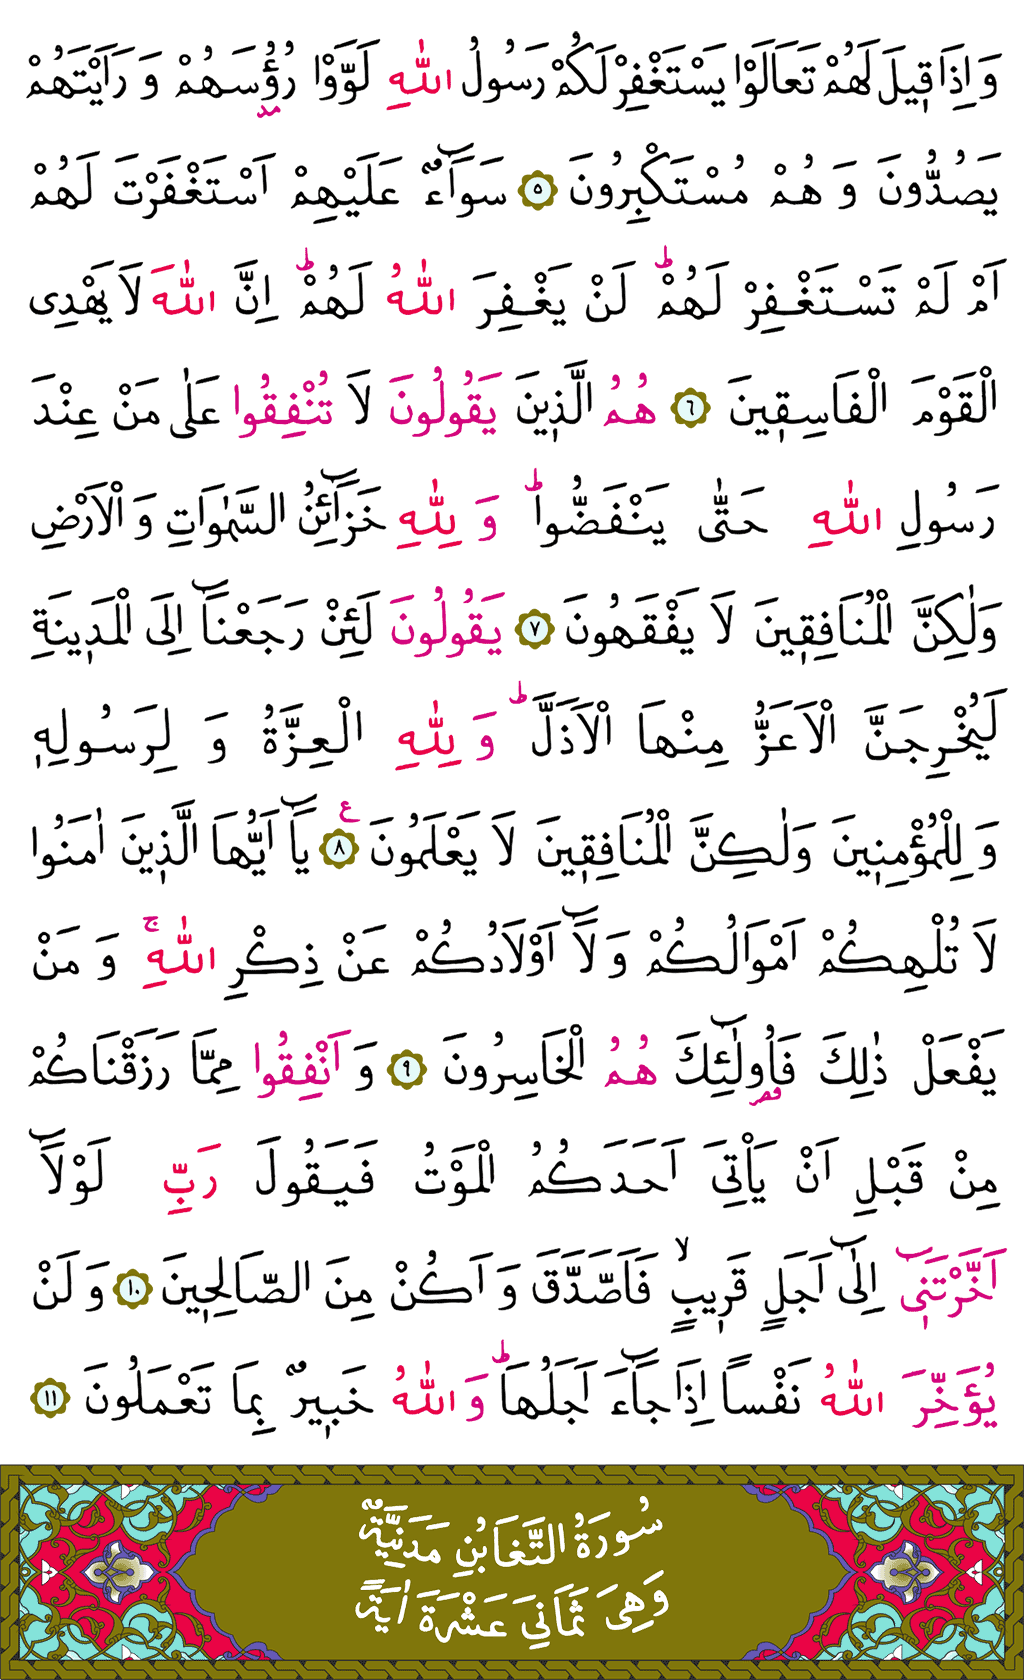 وَاِذَا قٖيلَ لَهُمْ تَعَالَوْا يَسْتَغْفِرْ لَكُمْ رَسُولُ اللّٰهِ لَوَّوْا رُؤُسَهُمْ وَ رَاَيْتَهُمْ
يَصُدُّونَ وَ هُمْ مُسْتَكْبِرُونَ ٥ سَوَٓاءٌ عَلَيْهِمْ اَسْتَغْفَرْتَ لَهُمْ
اَمْ لَمْ تَسْتَغْفِرْ لَهُمْؕ لَنْ يَغْفِرَ اللّٰهُ لَهُمْؕ اِنَّ اللّٰهَ لَا يَهْدِى
الْقَوْمَ الْفَاسِقٖينَ ٦ هُمُ الَّذٖينَ يَقُولُونَ لَا تُنْفِقُوا عَلٰى مَنْ عِنْدَ
رَسُولِ اللّٰهِ حَتّٰى يَنْفَضُّواؕ وَ لِلّٰهِ خَزَٓائِنُ السَّمٰوَاتِ وَ الْاَرْضِ
وَلٰكِنَّ الْمُنَافِقٖينَ لَا يَفْقَهُونَ ٧ يَقُولُونَ لَئِنْ رَجَعْنَٓا اِلَى الْمَدٖينَةِ
لَيُخْرِجَنَّ الْاَعَزُّ مِنْهَا الْاَذَلَّؕ وَ لِلّٰهِ الْعِزَّةُ وَ لِرَسُولِهٖ
وَ لِلْمُؤْمِنٖينَ وَلٰكِنَّ الْمُنَافِقٖينَ لَا يَعْلَمُونَ ٨ ع يَٓا اَيُّهَا الَّذٖينَ اٰمَنُوا
لَا تُلْهِكُمْ اَمْوَالُكُمْ وَ لَٓا اَوْلَادُكُمْ عَنْ ذِكْرِ اللّٰهِۚ وَ مَنْ
يَفْعَلْ ذٰلِكَ فَاُولٰٓئِكَ هُمُ الْخَاسِرُونَ ٩ وَ اَنْفِقُوا مِمَّا رَزَقْنَاكُمْ
مِنْ قَبْلِ اَنْ يَاْتِىَ اَحَدَكُمُ الْمَوْتُ فَيَقُولَ رَبِّ لَوْلَٓا
اَخَّرْتَنٖٓى اِلٰٓى اَجَلٍ قَرٖيبٍۙ فَاَصَّدَّقَ وَ اَكُنْ مِنَ الصَّالِحٖينَ ١٠ وَ لَنْ
يُؤَخِّرَ اللّٰهُ نَفْسًا اِذَا جَٓاءَ اَجَلُهَاؕ وَ اللّٰهُ خَبٖيرٌ بِمَا تَعْمَلُونَ ١١
سُورَةُ التَّغَابُنِ مَدَنِيَّةٌ
وَهِىَ ثَمَانِىَ عَشْرَةَ اٰيَةً